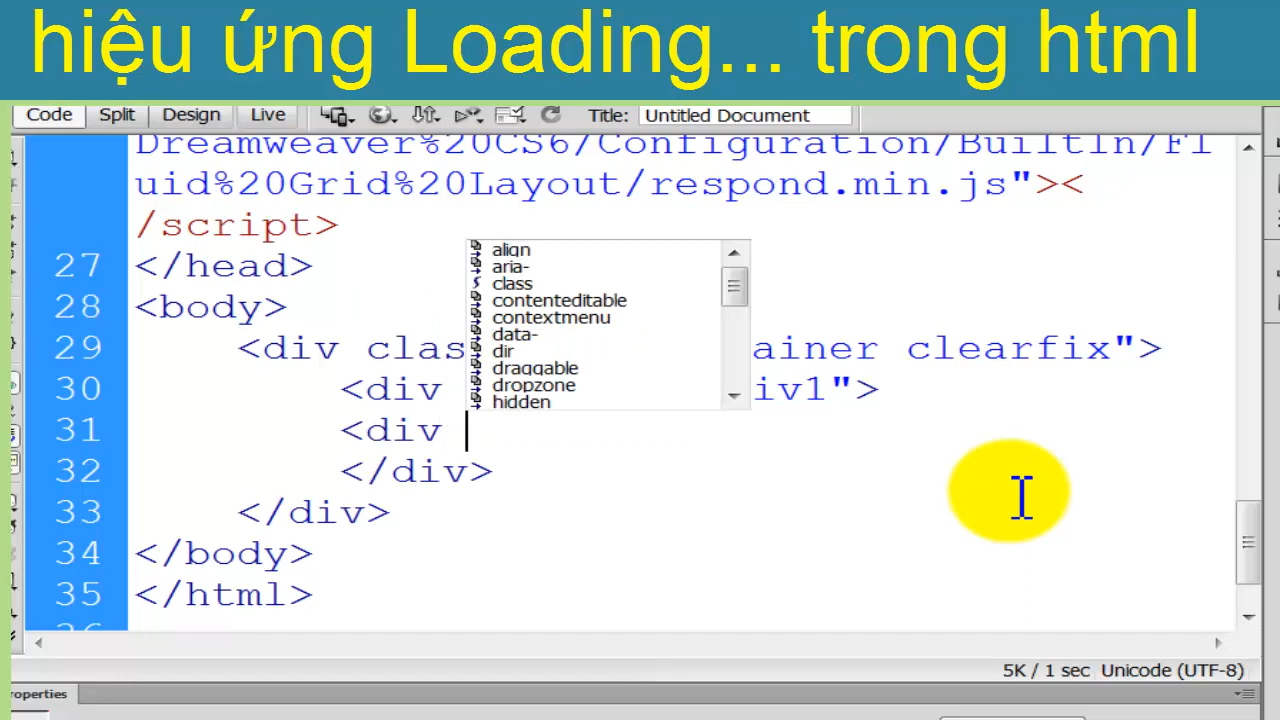 hiệu ứng Loading... trong html
Code Split Design Live Title: Untitled Document
Dreamweaver%20CS6/Configuration/BuiltIn/Fl
uid%20Grid%20Layout/respond.min.js"><
/script>
27 </head>
28 <body>
29 <div clas ainer clearfix">
30 <div iv1">
31 <div
32 </div>
33 </div>
34 </body>
35 </html>
align
aria-
class
contenteditable
contextmenu
data-
dir
draggable
dropzone
hidden
5K / 1 sec Unicode (UTF-8)
roperties